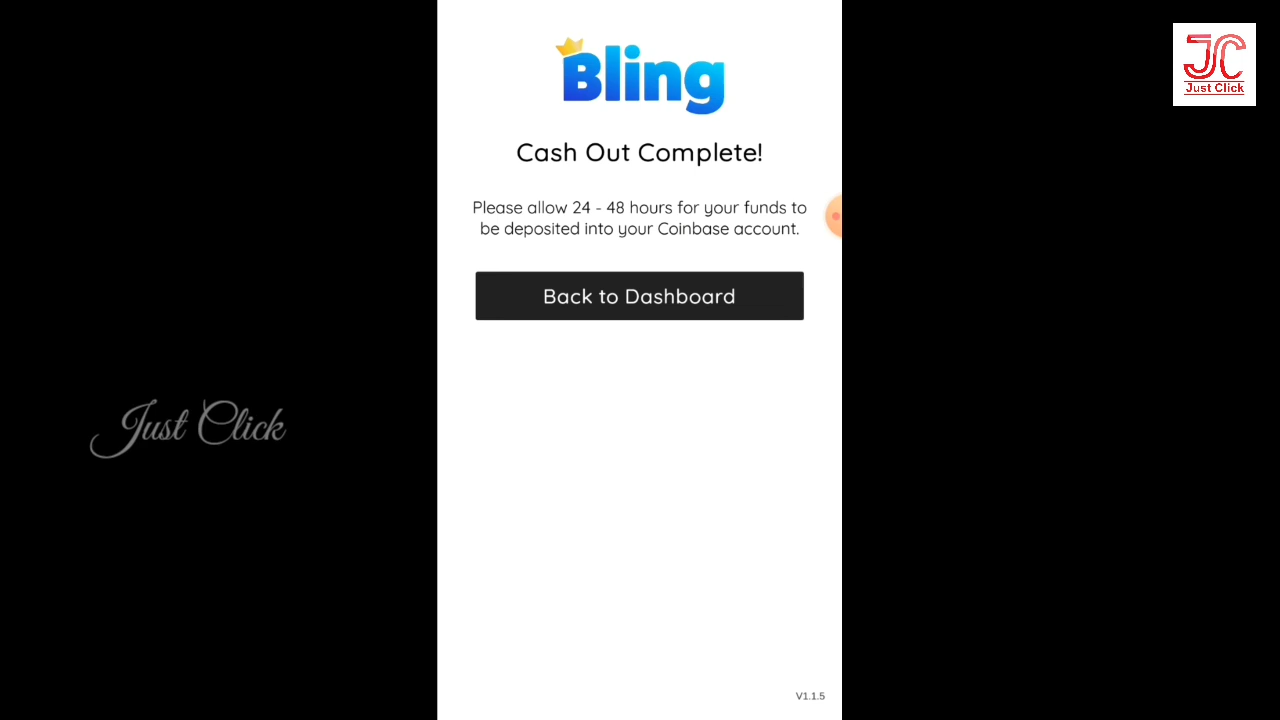 Bling
Cash Out Complete!
Please allow 24 - 48 hours for your funds to
be deposited into your Coinbase account.
Back to Dashboard
V1.1.5
JC
Just Click
Just Click